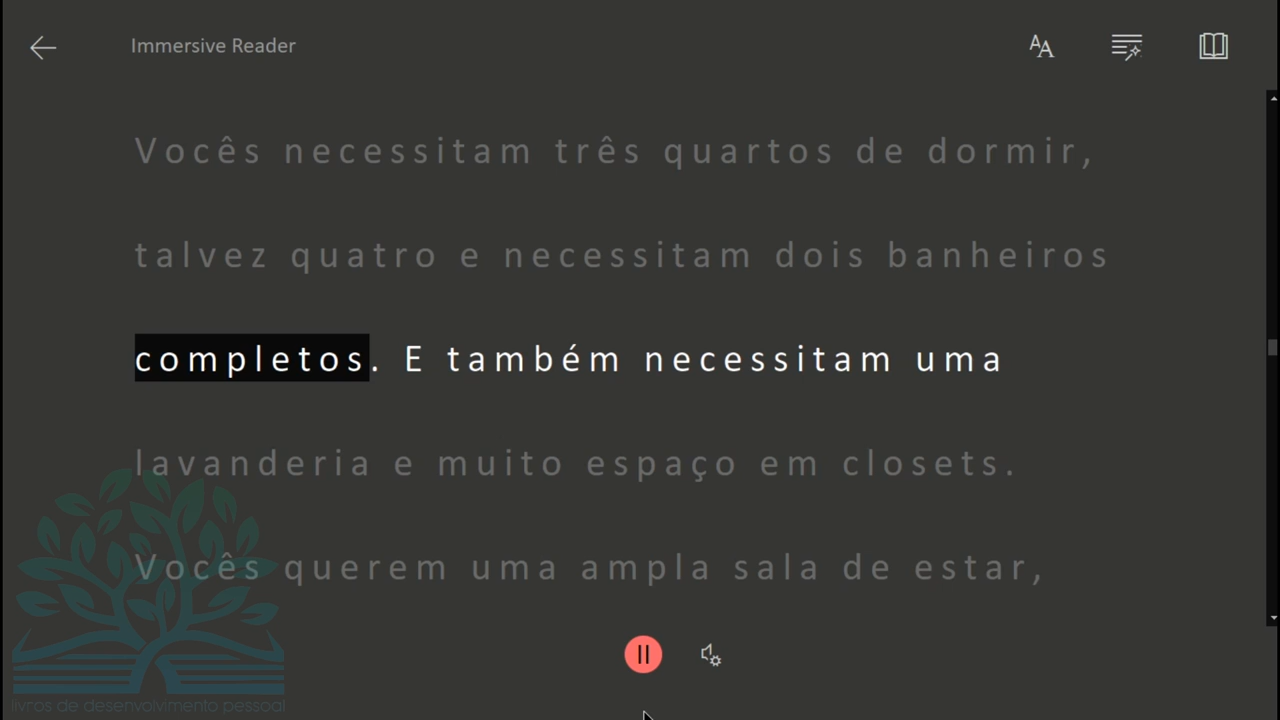 Immersive Reader
Vocês necessitam três quartos de dormir,
talvez quatro e necessitam dois banheiros
completos. E também necessitam uma
lavanderia e muito espaço em closets.
Vocês querem uma ampla sala de estar,
livros de desenvolvimento pessoal